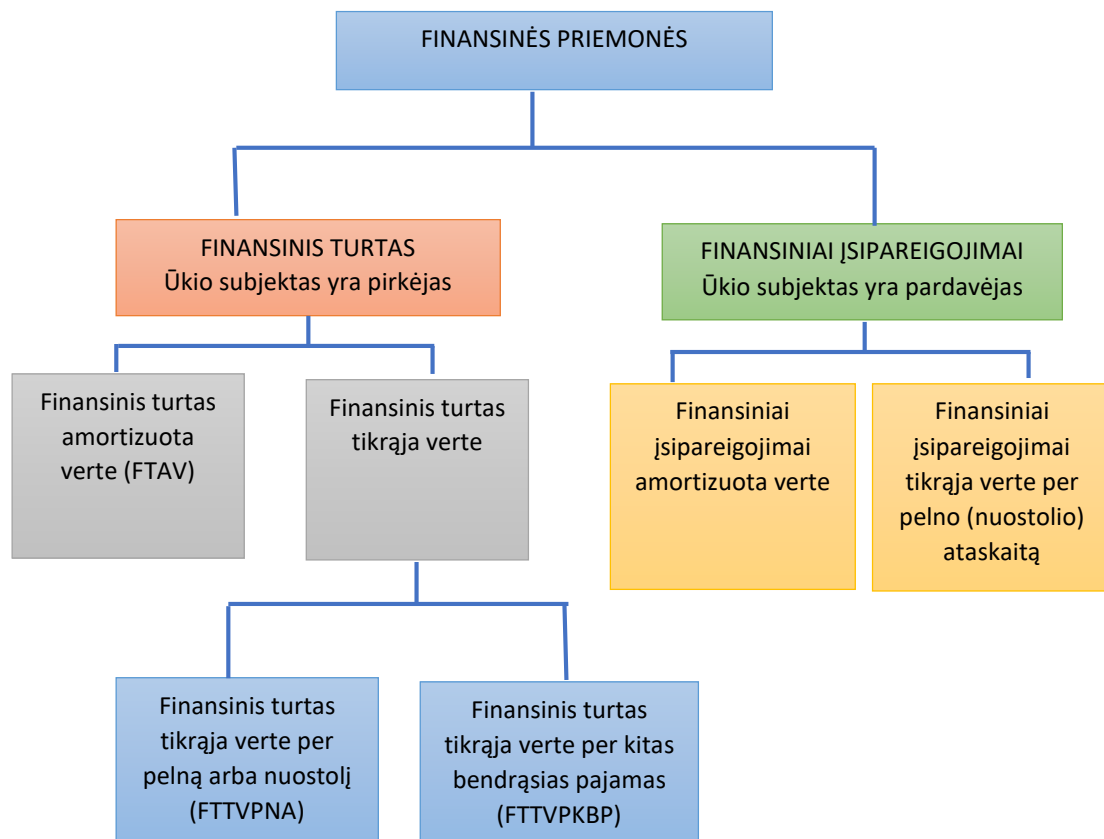 FINANSINĖS PRIEMONĖS
FINANSINIS TURTAS
Ūkio subjektas yra pirkėjas
FINANSINIAI ĮSIPAREIGOJIMAI
Ūkio subjektas yra pardavėjas
Finansinis turtas
amortizuota
verte (FTAV)
Finansinis turtas
tikrąja verte
Finansiniai
įsipareigojimai
amortizuota verte
Finansiniai
įsipareigojimai
tikrąja verte per
pelno (nuostolio)
ataskaitą
Finansinis turtas
tikrąja verte per
pelną arba nuostolį
(FTTVPNA)
Finansinis turtas
tikrąja verte per kitas
bendrąsias pajamas
(FTTVPKBP)